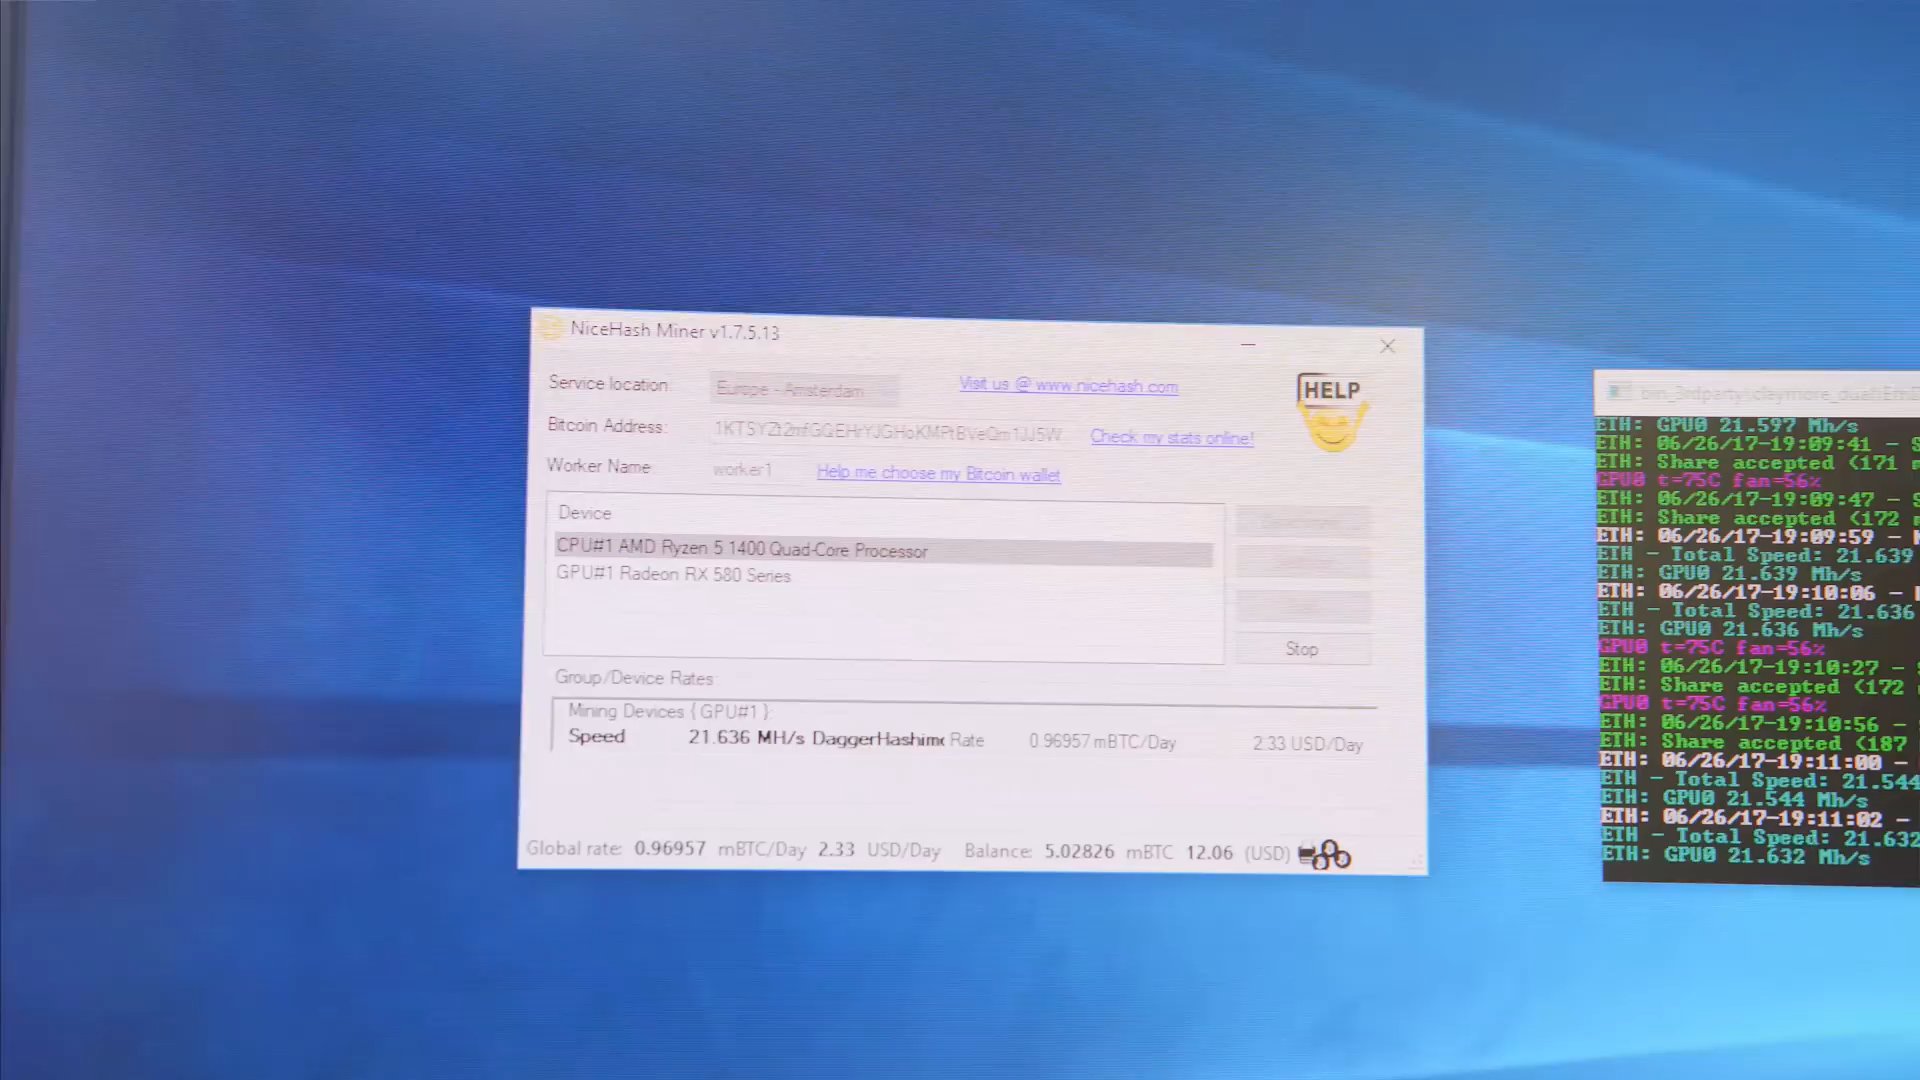 NiceHash Miner v1.7.5.13
Service location: Europe - Amsterdam
Visit us @ www.nicehash.com
HELP
Bitcoin Address:
Check my stats online!
Worker Name: worker1
Help me choose my Bitcoin wallet
Device
CPU#1 AMD Ryzen 5 1400 Quad-Core Processor
GPU#1 Radeon RX 580 Series
Stop
Group/Device Rates
Mining Devices { GPU#1 }:
Speed 21.636 MH/s DaggerHashimo Rate 0.96957 mBTC/Day 2.33 USD/Day
Global rate: 0.96957 mBTC/Day 2.33 USD/Day Balance: 5.02826 mBTC 12.06 (USD)
ETH: GPU0 21.597 Mh/s
ETH: 06/26/17-19:09:41 - S
ETH: Share accepted (171 m
GPU0 t=75C fan=56%
ETH: 06/26/17-19:09:47 - S
ETH: Share accepted (172 m
ETH: 06/26/17-19:09:59 -
ETH - Total Speed: 21.639
ETH: GPU0 21.639 Mh/s
ETH: 06/26/17-19:10:06 -
ETH - Total Speed: 21.636
ETH: GPU0 21.636 Mh/s
GPU0 t=75C fan=56%
ETH: 06/26/17-19:10:27 -
ETH: Share accepted (172
GPU0 t=75C fan=56%
ETH: 06/26/17-19:10:56 -
ETH: Share accepted (187
ETH: 06/26/17-19:11:00 -
ETH - Total Speed: 21.544
ETH: GPU0 21.544 Mh/s
ETH: 06/26/17-19:11:02 -
ETH - Total Speed: 21.632
ETH: GPU0 21.632 Mh/s